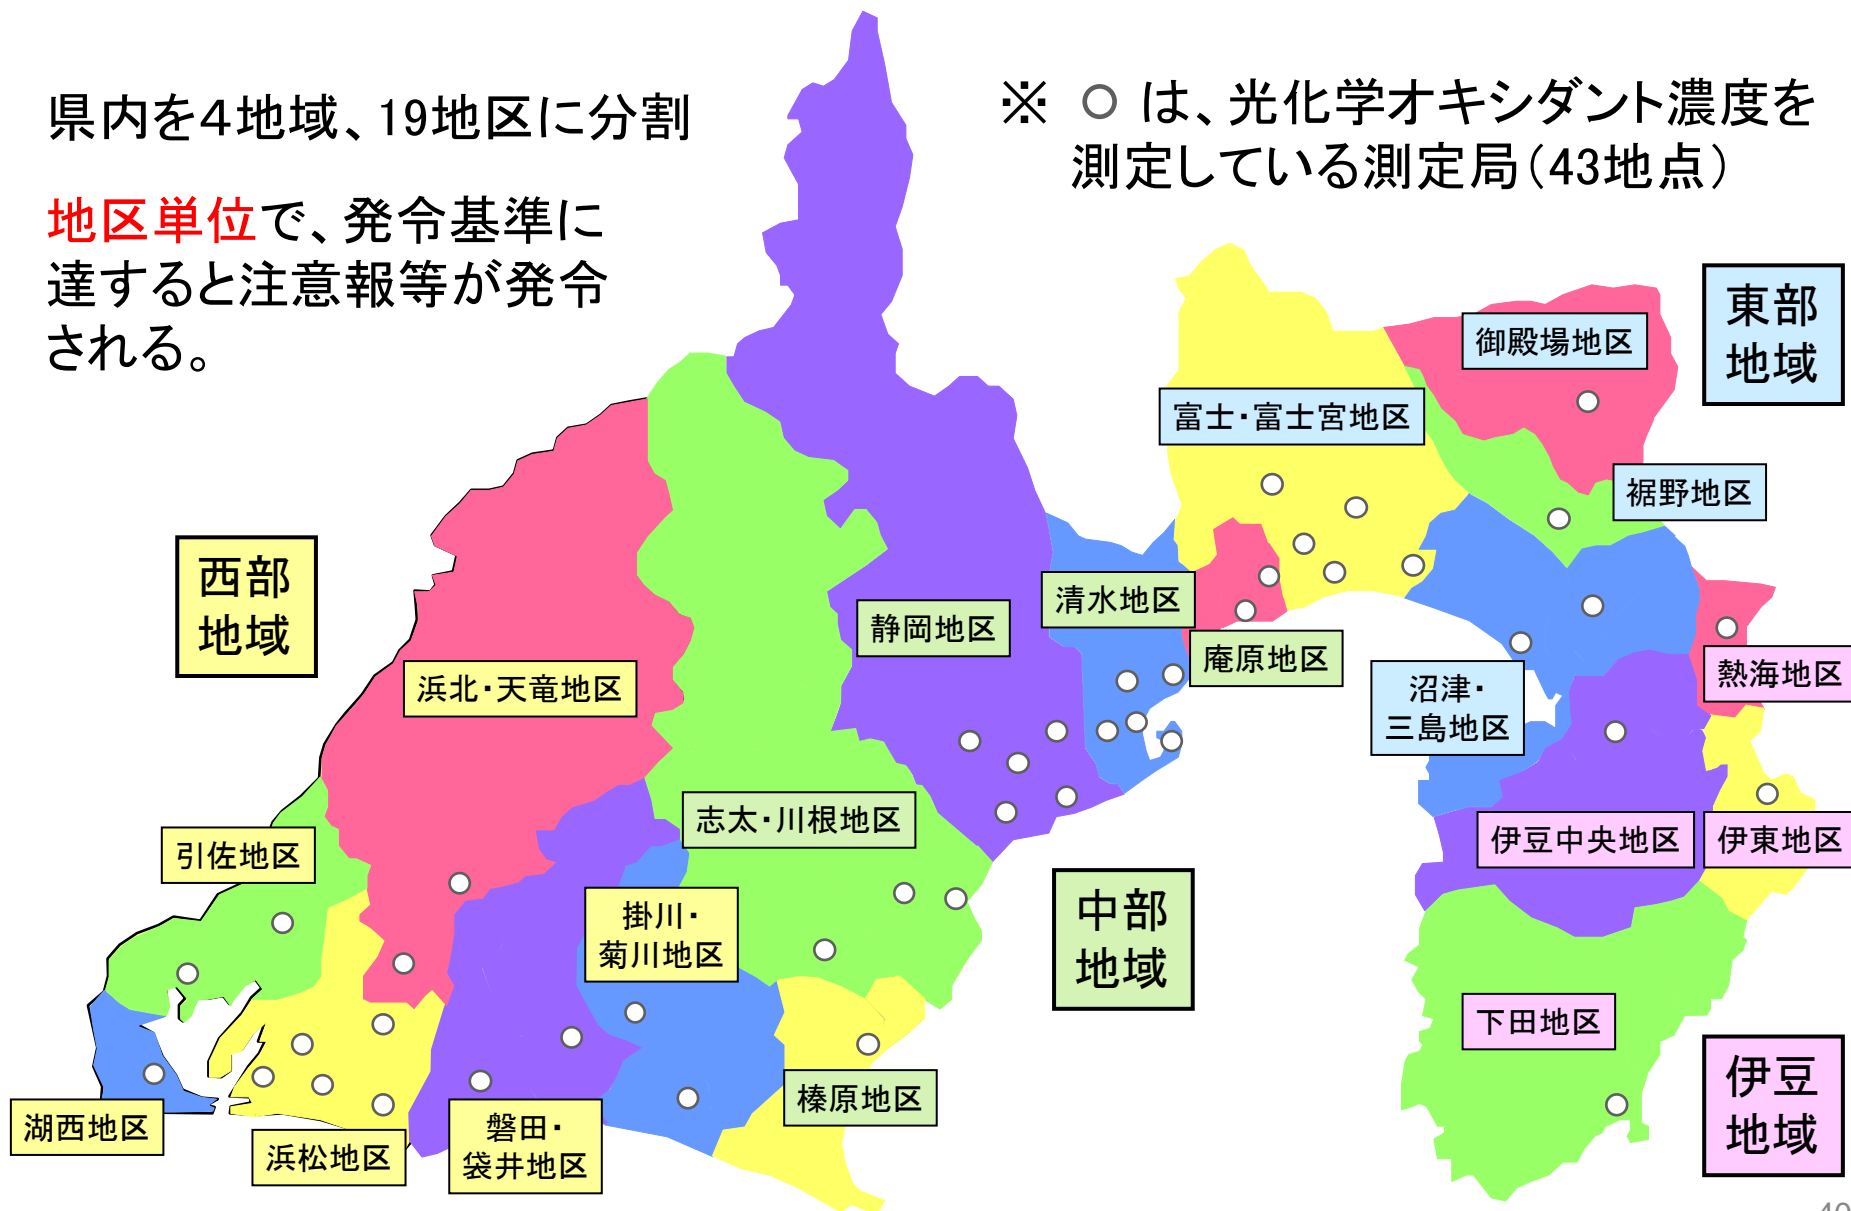 県内を４地域、19地区に分割
地区単位で、発令基準に
達すると注意報等が発令
される。
※ ○ は、光化学オキシダント濃度を
測定している測定局（43地点）
東部
地域
御殿場地区
富士・富士宮地区
裾野地区
西部
地域
清水地区
静岡地区
庵原地区
浜北・天竜地区
沼津・
三島地区
熱海地区
志太・川根地区
引佐地区
伊豆中央地区
伊東地区
掛川・
菊川地区
中部
地域
下田地区
榛原地区
湖西地区
浜松地区
磐田・
袋井地区
伊豆
地域